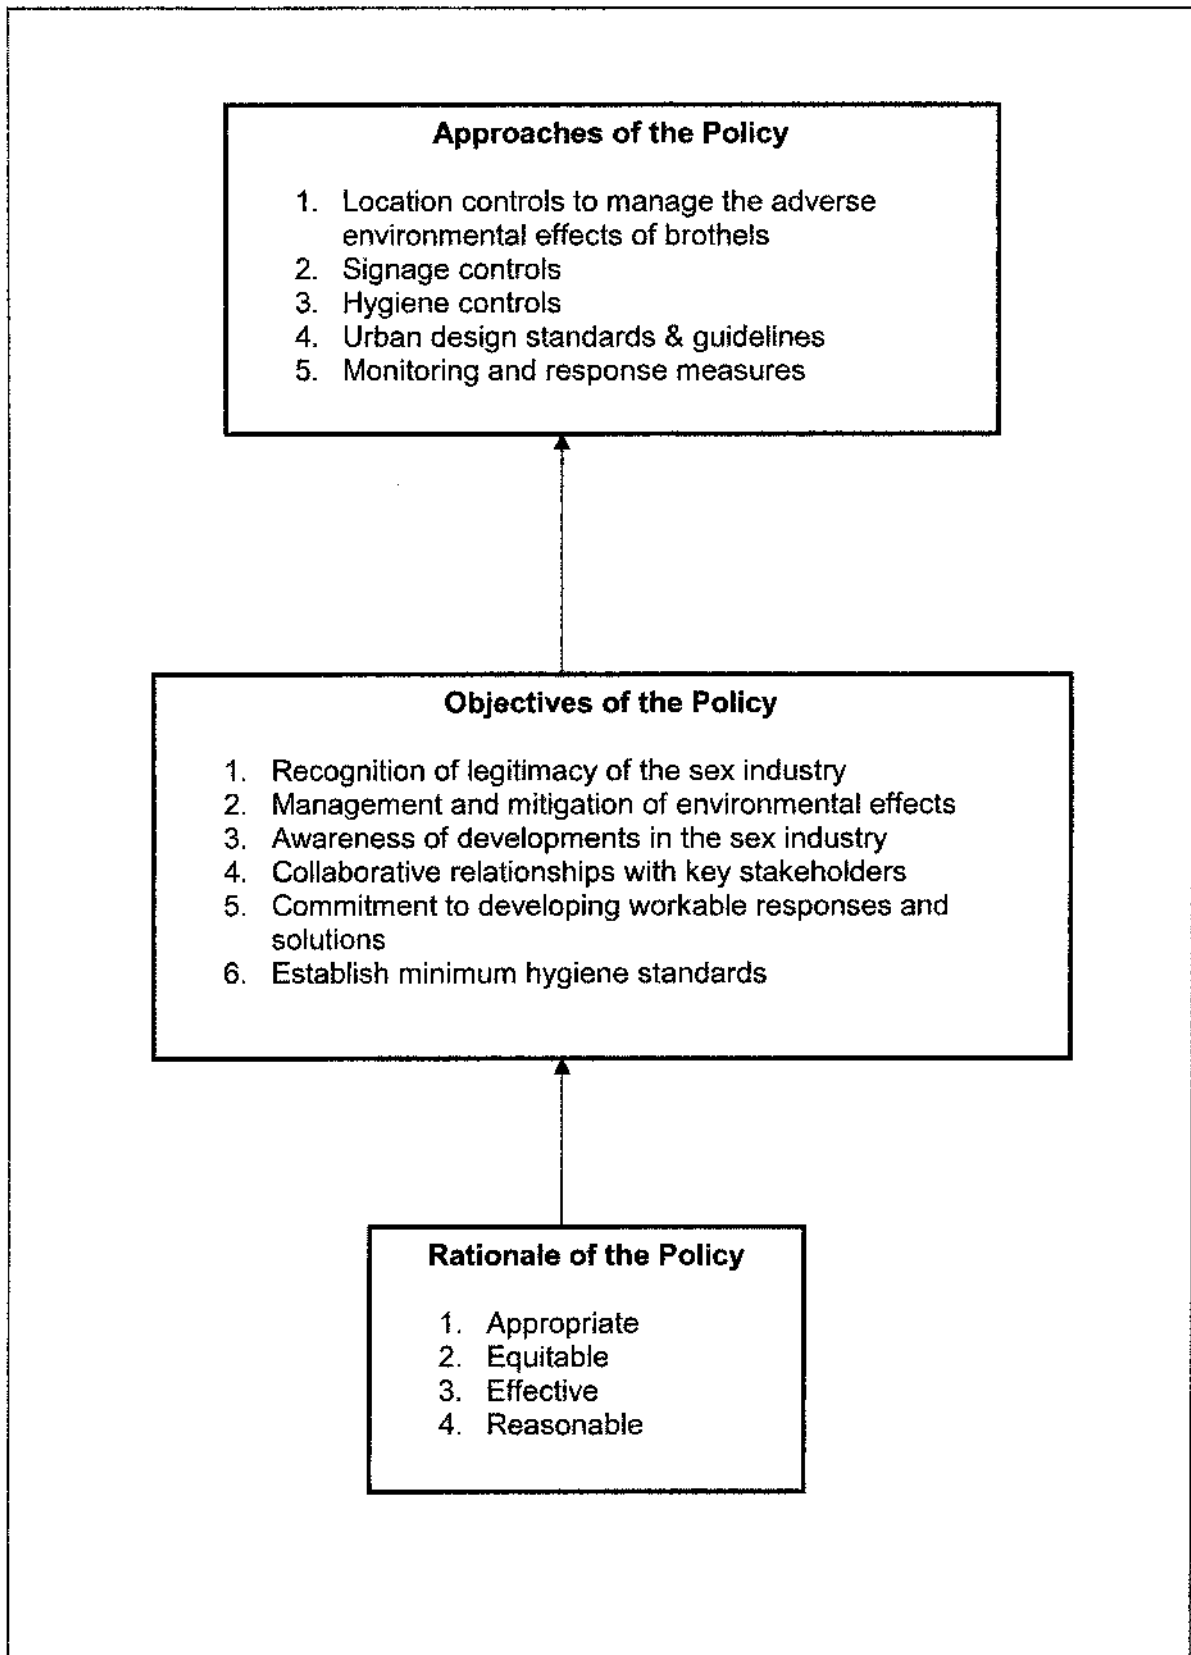 Approaches of the Policy
1. Location controls to manage the adverse
environmental effects of brothels
2. Signage controls
3. Hygiene controls
4. Urban design standards & guidelines
5. Monitoring and response measures
Objectives of the Policy
1. Recognition of legitimacy of the sex industry
2. Management and mitigation of environmental effects
3. Awareness of developments in the sex industry
4. Collaborative relationships with key stakeholders
5. Commitment to developing workable responses and
solutions
6. Establish minimum hygiene standards
Rationale of the Policy
1. Appropriate
2. Equitable
3. Effective
4. Reasonable